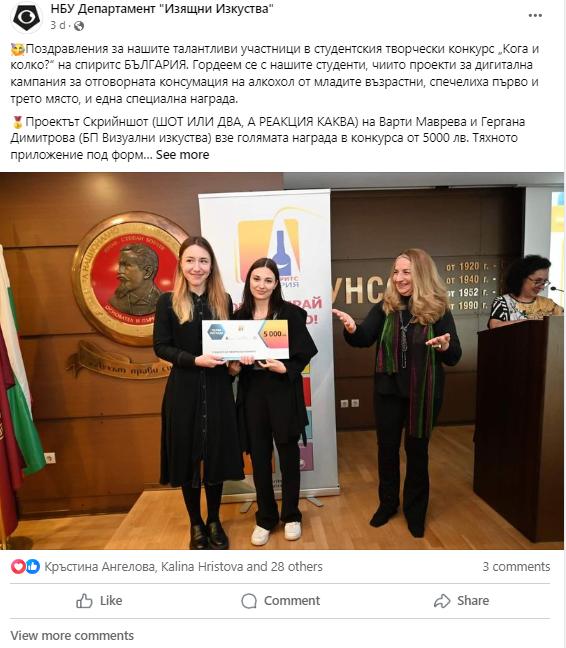 НБУ Департамент "Изящни Изкуства"
3 d ·
🥳Поздравления за нашите талантливи участници в студентския творчески конкурс „Кога и
колко?“ на спиритс БЪЛГАРИЯ. Гордеем се с нашите студенти, чиито проекти за дигитална
кампания за отговорната консумация на алкохол от младите възрастни, спечелиха първо и
трето място, и една специална награда.
🏅Проектът Скрийншот (ШОТ ИЛИ ДВА, А РЕАКЦИЯ КАКВА) на Варти Маврева и Гергана
Димитрова (БП Визуални изкуства) взе голямата награда в конкурса от 5000 лв. Тяхното
приложение под форм... See more
УНСС
от 1920 г. -
от 1940 г. -
от 1952 г. -
от 1990 г. -
5 000
Кръстина Ангелова, Kalina Hristova and 28 others
3 comments
Like
Comment
Share
View more comments